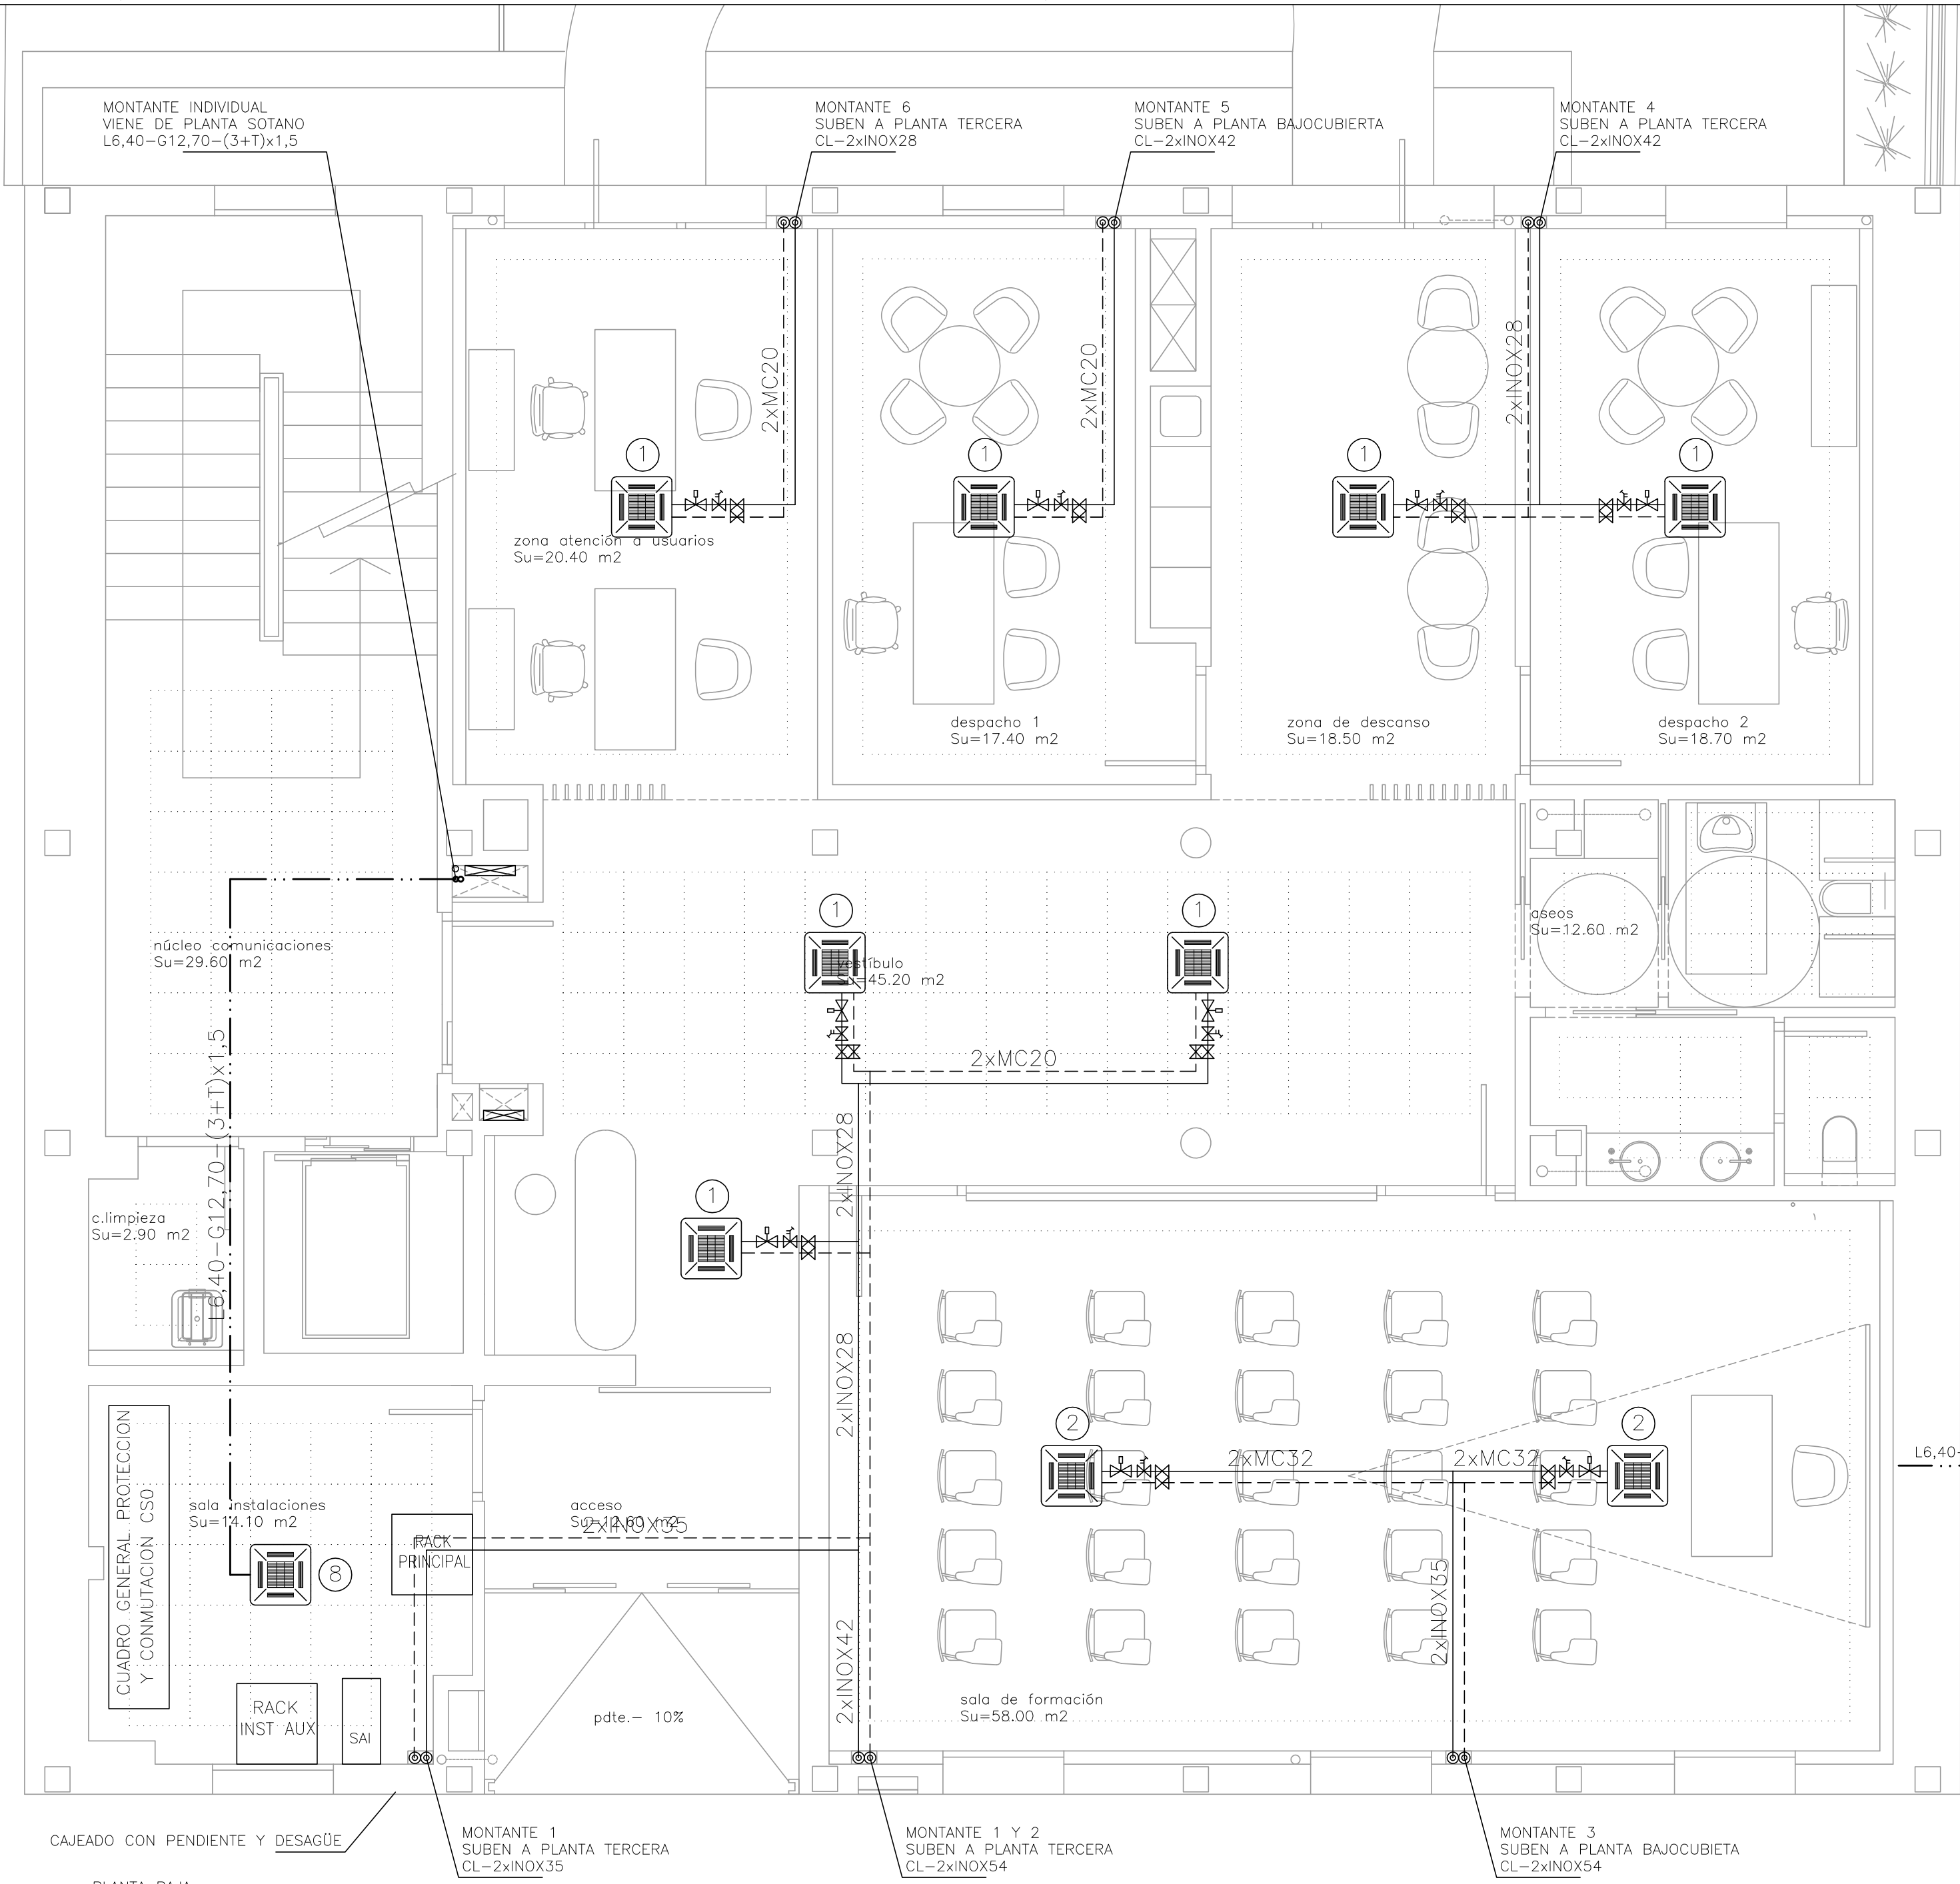 MONTANTE INDIVIDUAL
VIENE DE PLANTA SOTANO
L6,40-G12,70-(3+T)x1,5
MONTANTE 6
SUBEN A PLANTA TERCERA
CL-2xINOX28
MONTANTE 5
SUBEN A PLANTA BAJOCUBIERTA
CL-2xINOX42
MONTANTE 4
SUBEN A PLANTA TERCERA
CL-2xINOX42
2xMC20
2xMC20
2xINOX28
1
1
1
1
zona atención a usuarios
Su=20.40 m2
despacho 1
Su=17.40 m2
zona de descanso
Su=18.50 m2
despacho 2
Su=18.70 m2
1
1
núcleo comunicaciones
Su=29.60 m2
vestíbulo
Su=45.20 m2
aseos
Su=12.60 m2
2xMC20
L6,40-G12,70-(3+T)x1,5
2xINOX28
1
c.limpieza
Su=2.90 m2
2xINOX28
2
2
2xMC32
2xMC32
L6,40-
CUADRO GENERAL PROTECCION
Y CONMUTACION CSO
sala instalaciones
Su=14.10 m2
acceso
Su=12.60 m2
2xINOX35
RACK
PRINCIPAL
8
2xINOX35
2xINOX42
RACK
INST AUX
SAI
pdte.- 10%
sala de formación
Su=58.00 m2
CAJEADO CON PENDIENTE Y DESAGÜE
MONTANTE 1
SUBEN A PLANTA TERCERA
CL-2xINOX35
MONTANTE 1 Y 2
SUBEN A PLANTA TERCERA
CL-2xINOX54
MONTANTE 3
SUBEN A PLANTA BAJOCUBIETA
CL-2xINOX54
PLANTA BAJA